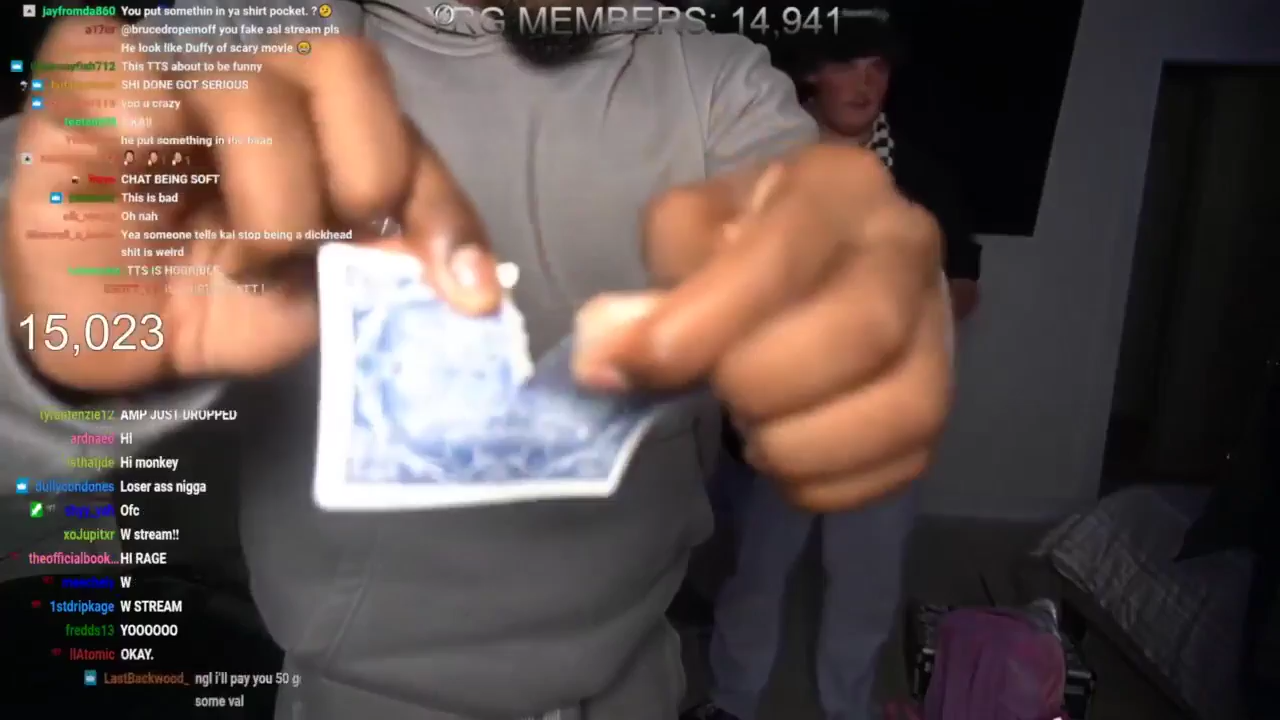 jayfromda860 You put somethin in ya shirt pocket. ?
@brucedropemoff you fake asl stream pls
He look like Duffy of scary movie
This TTS about to be funny
SHI DONE GOT SERIOUS
you u crazy
he put something in the
CHAT BEING SOFT
This is bad
Oh nah
Yea someone tells kai stop being a dickhead
shit is weird
TTS IS HORRIBLE
YRG MEMBERS: 14,941
15,023
AMP JUST DROPPED
ardnaeo HI
Hi monkey
dullycondones Loser ass nigga
Ofc
xoJupitxr W stream!!
theofficialbook... HI RAGE
W
1stdripkage W STREAM
fredds13 YOOOOOO
llAtomic OKAY.
LastBackwood_ ngl i'll pay you 50 g
some val